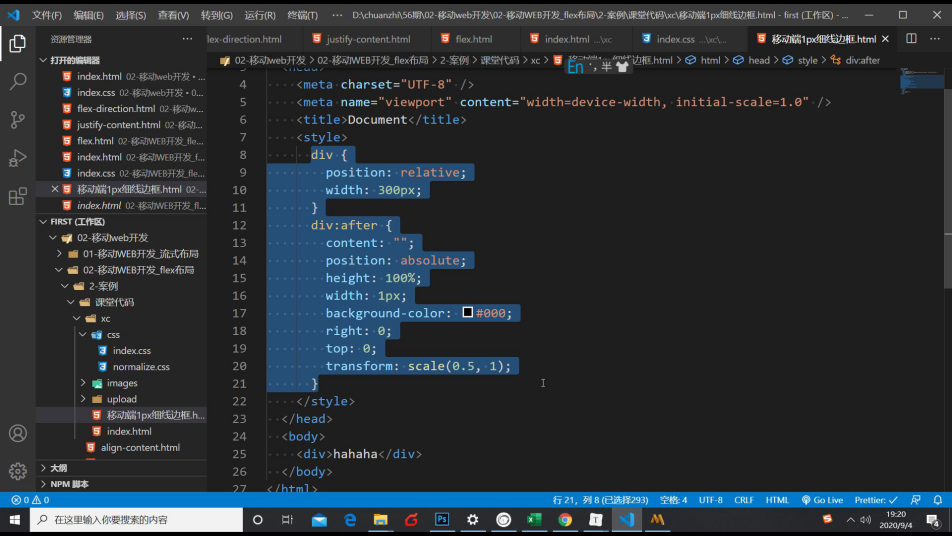 文件(F) 编辑(E) 选择(S) 查看(V) 转到(G) 运行(R) 终端(T) ··· D:\chuanzhi\56期\02-移动web开发\02-移动WEB开发_flex布局\2-案例\课堂代码\xc\移动端1px细线边框.html - first (工作区) - ...
资源管理器 ···
lex-direction.html justify-content.html flex.html index.html ...\xc index.css ...\xc\... 移动端1px细线边框.html
02-移动web开发 > 02-移动WEB开发_flex布局 > 2-案例 > 课堂代码 > xc > 移动端1px细线边框.html > html > head > style > div:after
En 半
打开的编辑器
index.html 02-移动web开发 •
index.css 02-移动web开发 • 0...
flex-direction.html 02-移动...
justify-content.html 02-移动...
flex.html 02-移动WEB开发_fle...
index.html 02-移动WEB开发_f...
index.css 02-移动WEB开发_fle...
移动端1px细线边框.html 02-...
index.html 02-移动WEB开发_fl...
FIRST (工作区)
02-移动web开发
01-移动WEB开发_流式布局
02-移动WEB开发_flex布局
2-案例
课堂代码
xc
css
index.css
normalize.css
images
upload
移动端1px细线边框.h...
index.html
align-content.html
大纲
NPM 脚本
4 <meta charset="UTF-8" />
5 <meta name="viewport" content="width=device-width, initial-scale=1.0" />
6 <title>Document</title>
7 <style>
8 div {
9 position: relative;
10 width: 300px;
11 }
12 div:after {
13 content: "";
14 position: absolute;
15 height: 100%;
16 width: 1px;
17 background-color: #000;
18 right: 0;
19 top: 0;
20 transform: scale(0.5, 1);
21 }
22 </style>
23 </head>
24 <body>
25 <div>hahaha</div>
26 </body>
27 </html>
0 0 行 21，列 8 (已选择293) 空格: 4 UTF-8 CRLF HTML Go Live Prettier: ✓
在这里输入你要搜索的内容
19:20
2020/9/4
4